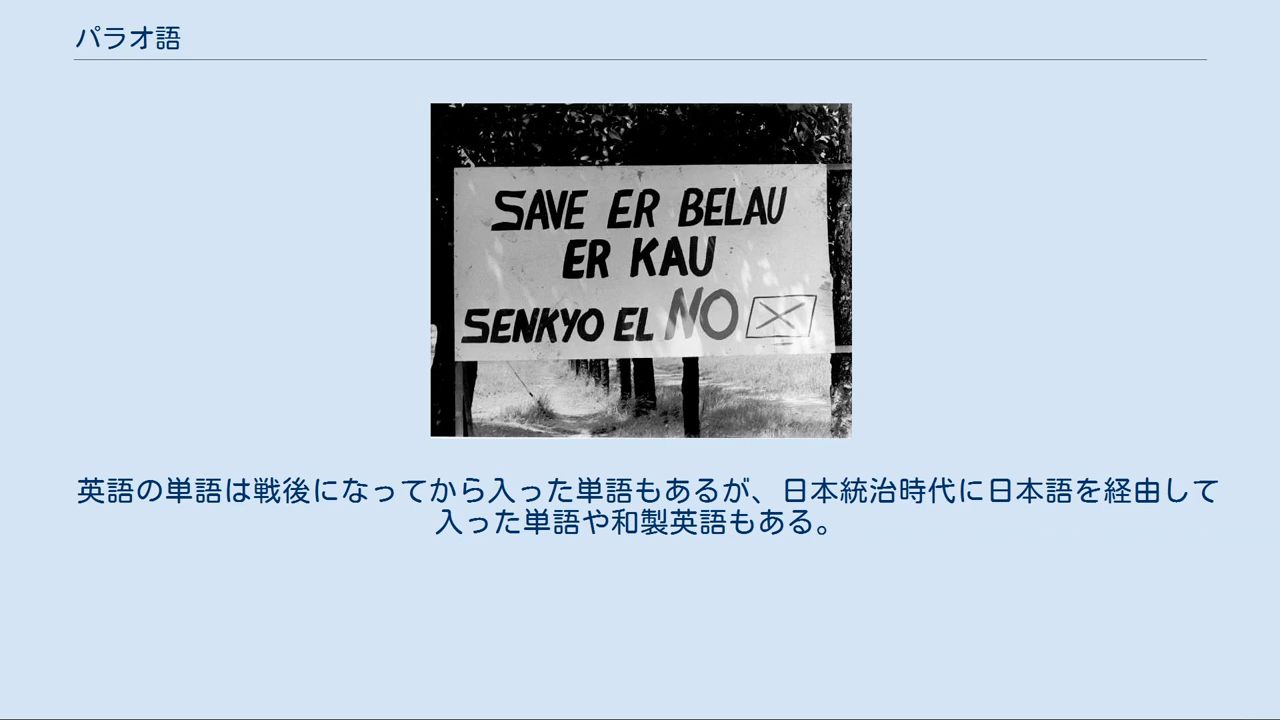 パラオ語
SAVE ER BELAU
ER KAU
SENKYO EL NO
英語の単語は戦後になってから入った単語もあるが、日本統治時代に日本語を経由して
入った単語や和製英語もある。